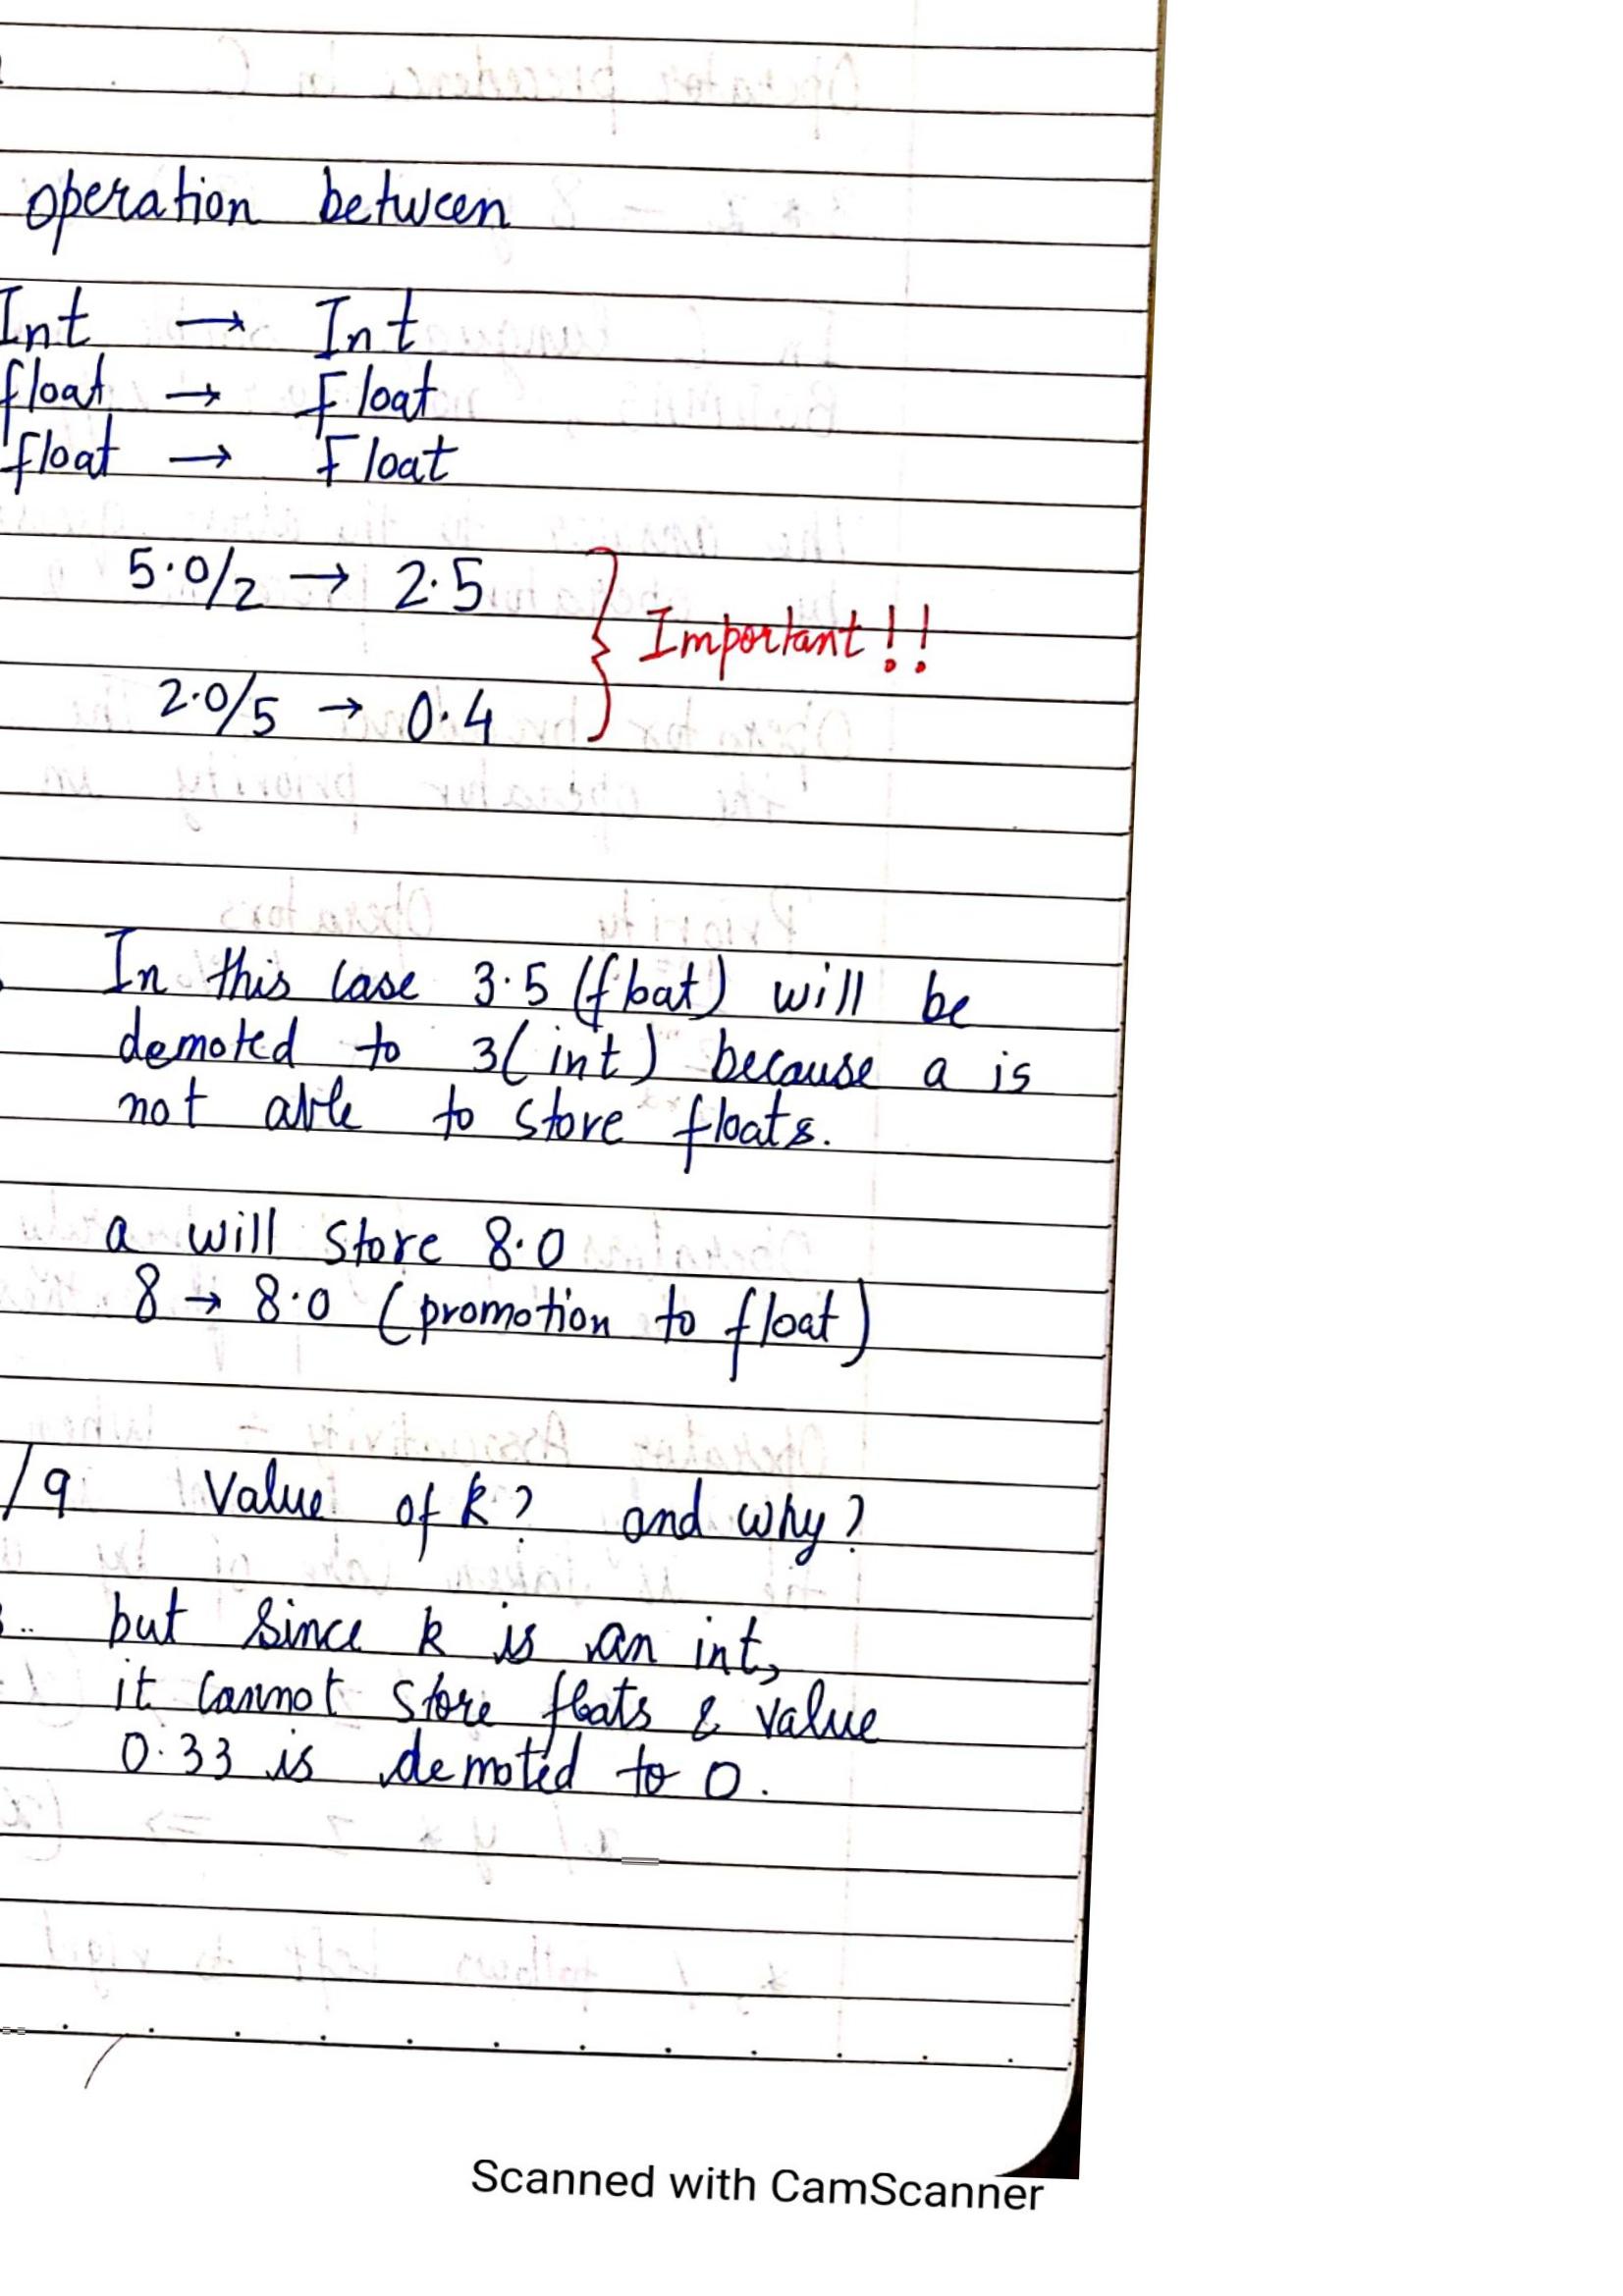 operation between
Int → Int
float → Float
float → Float
5.0/2 → 2.5
Important!!
2.0/5 → 0.4
In this case 3.5 (float) will be
demoted to 3(int) because a is
not able to store floats.
a will store 8.0
8 → 8.0 (promotion to float)
/9 Value of k? and why?
but since k is an int,
it cannot store floats & value
0.33 is demoted to 0.
Scanned with CamScanner